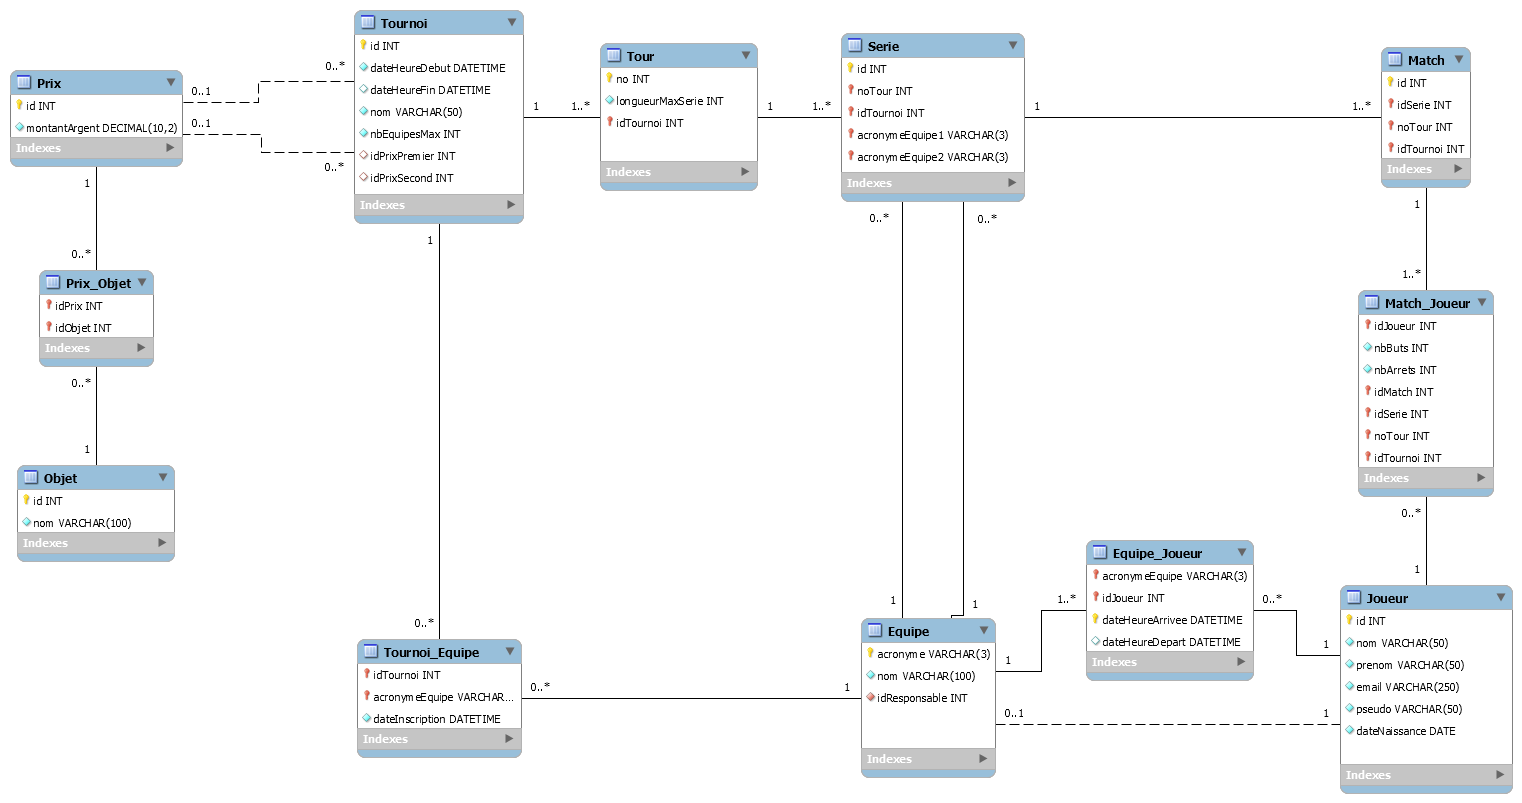 Prix
id INT
montantArgent DECIMAL(10,2)
Indexes
0..1
0..1
0..*
0..*
Tournoi
id INT
dateHeureDebut DATETIME
dateHeureFin DATETIME
nom VARCHAR(50)
nbEquipesMax INT
idPrixPremier INT
idPrixSecond INT
Indexes
1
1..*
Tour
no INT
longueurMaxSerie INT
idTournoi INT
Indexes
1
1..*
Serie
id INT
noTour INT
idTournoi INT
acronymeEquipe1 VARCHAR(3)
acronymeEquipe2 VARCHAR(3)
Indexes
1
1..*
Match
id INT
idSerie INT
noTour INT
idTournoi INT
Indexes
1
0..*
Prix_Objet
idPrix INT
idObjet INT
Indexes
0..*
1
Objet
id INT
nom VARCHAR(100)
Indexes
1
0..*
Tournoi_Equipe
idTournoi INT
acronymeEquipe VARCHAR...
dateInscription DATETIME
Indexes
0..*
1
0..*
0..*
1
1
Equipe
acronyme VARCHAR(3)
nom VARCHAR(100)
idResponsable INT
Indexes
1
1..*
0..1
1
Equipe_Joueur
acronymeEquipe VARCHAR(3)
idJoueur INT
dateHeureArrivee DATETIME
dateHeureDepart DATETIME
Indexes
0..*
1
1
1..*
Match_Joueur
idJoueur INT
nbButs INT
nbArrets INT
idMatch INT
idSerie INT
noTour INT
idTournoi INT
Indexes
0..*
1
Joueur
id INT
nom VARCHAR(50)
prenom VARCHAR(50)
email VARCHAR(250)
pseudo VARCHAR(50)
dateNaissance DATE
Indexes